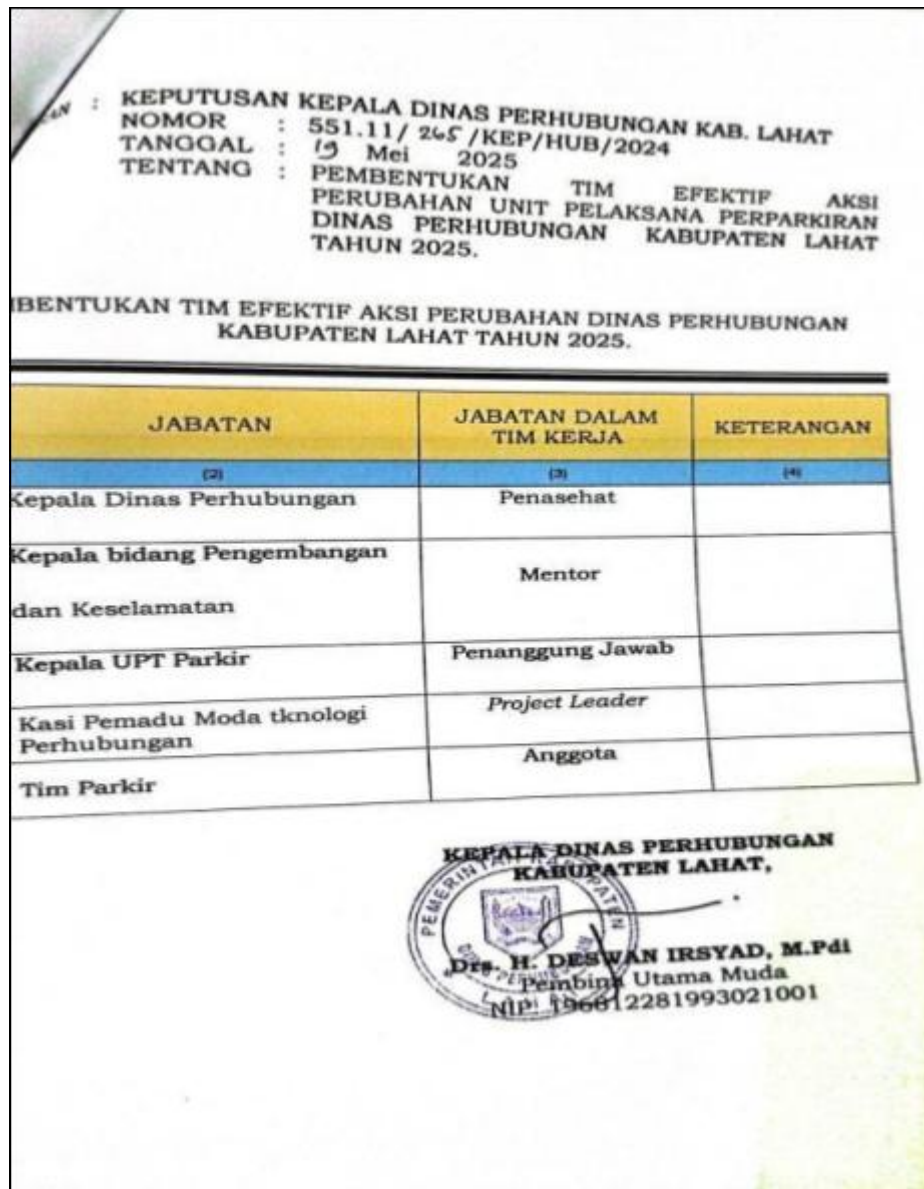 : KEPUTUSAN KEPALA DINAS PERHUBUNGAN KAB. LAHAT
NOMOR : 551.11/ 265 /KEP/HUB/2024
TANGGAL : 19 Mei 2025
TENTANG : PEMBENTUKAN TIM EFEKTIF AKSI
PERUBAHAN UNIT PELAKSANA PERPARKIRAN
DINAS PERHUBUNGAN KABUPATEN LAHAT
TAHUN 2025.
MBENTUKAN TIM EFEKTIF AKSI PERUBAHAN DINAS PERHUBUNGAN
KABUPATEN LAHAT TAHUN 2025.
JABATAN JABATAN DALAM TIM KERJA KETERANGAN
(2) (3) (4)
Kepala Dinas Perhubungan Penasehat
Kepala bidang Pengembangan
dan Keselamatan Mentor
Kepala UPT Parkir Penanggung Jawab
Kasi Pemadu Moda tknologi
Perhubungan Project Leader
Tim Parkir Anggota
KEPALA DINAS PERHUBUNGAN
KABUPATEN LAHAT,
PEMERINTAH KABUPATEN
Drs. H. DESWAN IRSYAD, M.Pdi
Pembina Utama Muda
NIP. 196812281993021001